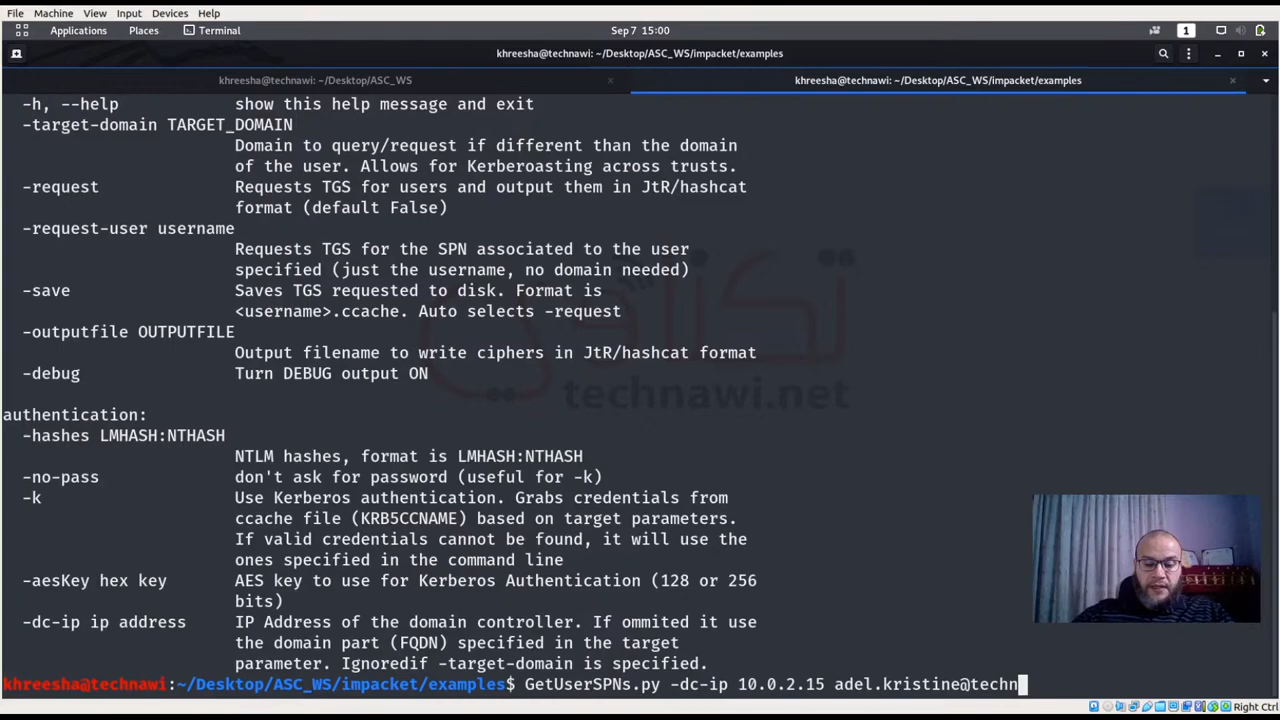 File Machine View Input Devices Help
Applications Places Terminal Sep 7 15:00 1
khreesha@technawi: ~/Desktop/ASC_WS/impacket/examples
khreesha@technawi: ~/Desktop/ASC_WS khreesha@technawi: ~/Desktop/ASC_WS/impacket/examples
-h, --help show this help message and exit
-target-domain TARGET_DOMAIN
Domain to query/request if different than the domain
of the user. Allows for Kerberoasting across trusts.
-request Requests TGS for users and output them in JtR/hashcat
format (default False)
-request-user username
Requests TGS for the SPN associated to the user
specified (just the username, no domain needed)
-save Saves TGS requested to disk. Format is
<username>.ccache. Auto selects -request
-outputfile OUTPUTFILE
Output filename to write ciphers in JtR/hashcat format
-debug Turn DEBUG output ON
تكناوي
technawi.net
authentication:
-hashes LMHASH:NTHASH
NTLM hashes, format is LMHASH:NTHASH
-no-pass don't ask for password (useful for -k)
-k Use Kerberos authentication. Grabs credentials from
ccache file (KRB5CCNAME) based on target parameters.
If valid credentials cannot be found, it will use the
ones specified in the command line
-aesKey hex key AES key to use for Kerberos Authentication (128 or 256
bits)
-dc-ip ip address IP Address of the domain controller. If ommited it use
the domain part (FQDN) specified in the target
parameter. Ignoredif -target-domain is specified.
khreesha@technawi:~/Desktop/ASC_WS/impacket/examples$ GetUserSPNs.py -dc-ip 10.0.2.15 adel.kristine@techn
Right Ctrl